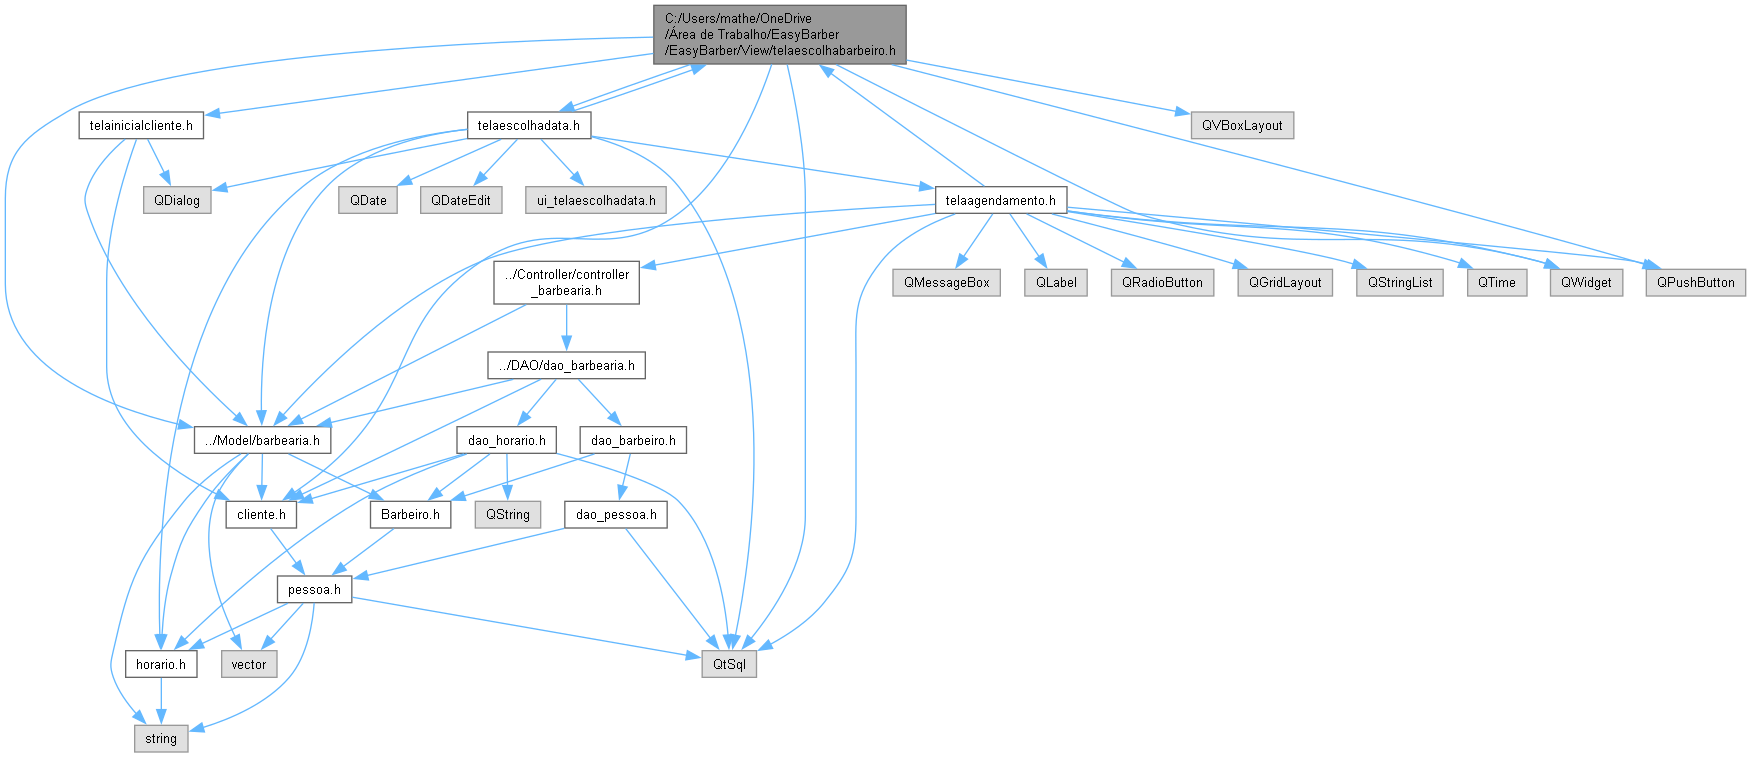 C:/Users/mathe/OneDrive
/Área de Trabalho/EasyBarber
/EasyBarber/View/telaescolhabarbeiro.h
telainicialcliente.h
telaescolhadata.h
QVBoxLayout
QDialog
QDate
QDateEdit
ui_telaescolhadata.h
telaagendamento.h
../Controller/controller
_barbearia.h
QMessageBox
QLabel
QRadioButton
QGridLayout
QStringList
QTime
QWidget
QPushButton
../DAO/dao_barbearia.h
../Model/barbearia.h
dao_horario.h
dao_barbeiro.h
cliente.h
Barbeiro.h
QString
dao_pessoa.h
pessoa.h
horario.h
vector
QtSql
string